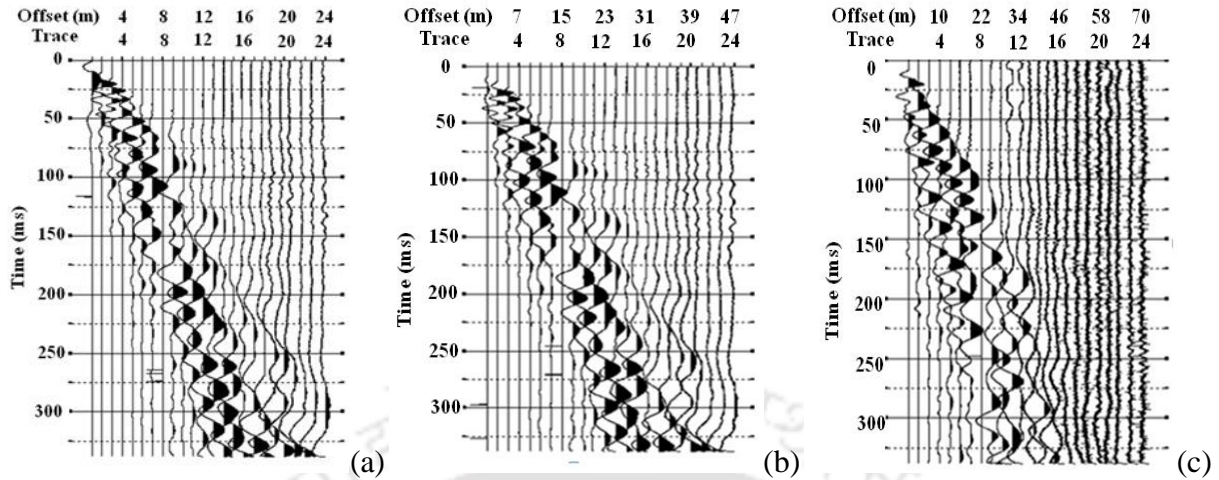 Offset (m) 4 8 12 16 20 24
Trace 4 8 12 16 20 24
0
50
100
150
200
250
300
Time (ms)
(a)
Offset (m) 7 15 23 31 39 47
Trace 4 8 12 16 20 24
0
50
100
150
200
250
300
Time (ms)
(b)
Offset (m) 10 22 34 46 58 70
Trace 4 8 12 16 20 24
0
50
100
150
200
250
300
Time (ms)
(c)